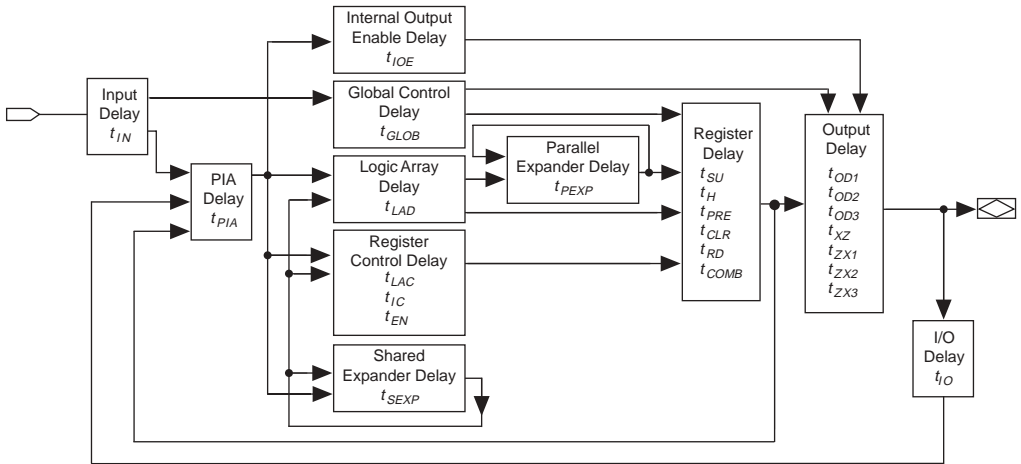 Internal Output
Enable Delay
tIOE
Input
Delay
tIN
Global Control
Delay
tGLOB
PIA
Delay
tPIA
Logic Array
Delay
tLAD
Parallel
Expander Delay
tPEXP
Register
Control Delay
tLAC
tIC
tEN
Shared
Expander Delay
tSEXP
Register
Delay
tSU
tH
tPRE
tCLR
tRD
tCOMB
Output
Delay
tOD1
tOD2
tOD3
tXZ
tZX1
tZX2
tZX3
I/O
Delay
tIO